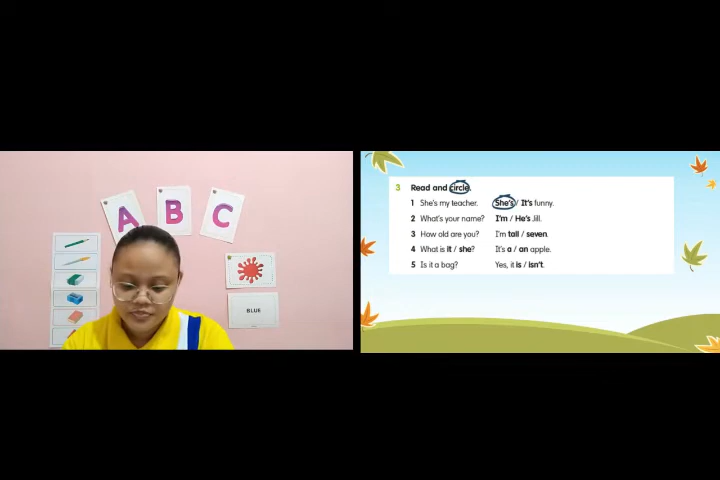 A B C
BLUE
3 Read and circle.
1 She's my teacher. She's / It's funny.
2 What's your name? I'm / He's Jill.
3 How old are you? I'm tall / seven.
4 What is it / she? It's a / an apple.
5 Is it a bag? Yes, it is / isn't.